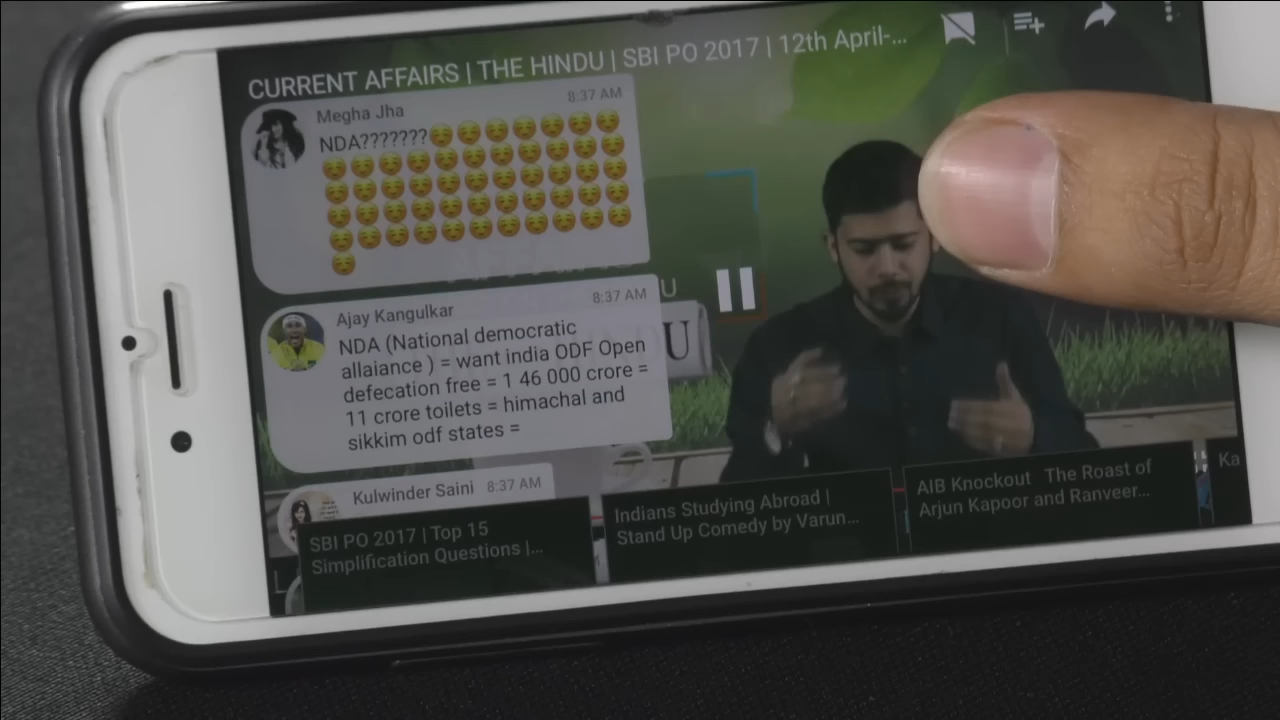 CURRENT AFFAIRS | THE HINDU | SBI PO 2017 | 12th April-...
Megha Jha 8:37 AM
NDA???????☺️☺️☺️☺️☺️☺️☺️
☺️☺️☺️☺️☺️☺️☺️☺️☺️☺️☺️
☺️☺️☺️☺️☺️☺️☺️☺️☺️☺️☺️
☺️☺️☺️☺️☺️☺️☺️☺️☺️☺️☺️
☺️☺️☺️☺️☺️☺️☺️☺️☺️☺️☺️
☺️
Ajay Kangulkar 8:37 AM
NDA (National democratic
allaiance ) = want india ODF Open
defecation free = 1 46 000 crore =
11 crore toilets = himachal and
sikkim odf states =
Kulwinder Saini 8:37 AM
SBI PO 2017 | Top 15
Simplification Questions |...
Indians Studying Abroad |
Stand Up Comedy by Varun...
AIB Knockout The Roast of
Arjun Kapoor and Ranveer...
Ka